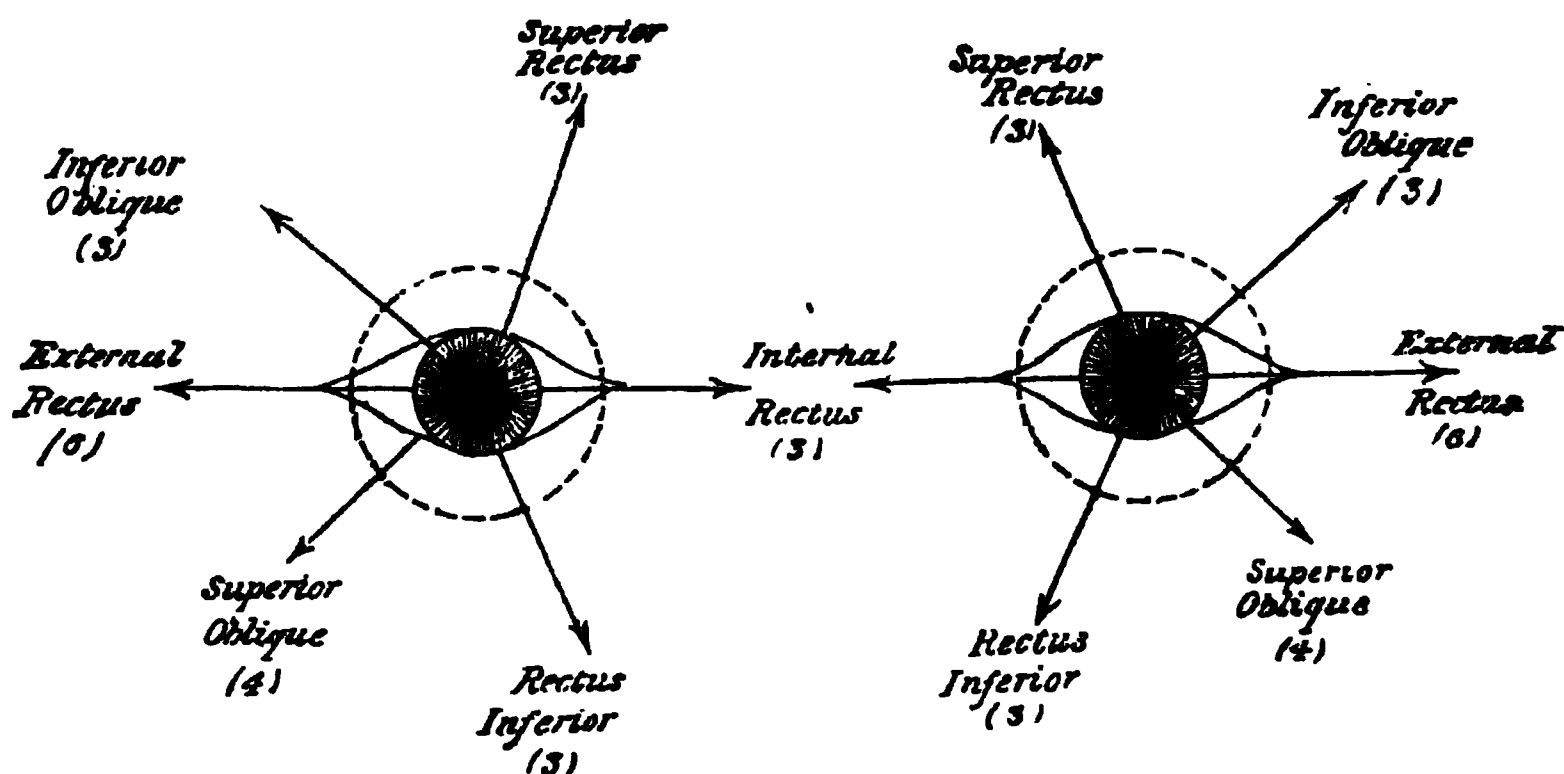 Superior
Rectus
(3)
Inferior
Oblique
(3)
External
Rectus
(6)
Superior
Oblique
(4)
Rectus
Inferior
(3)
Internal
Rectus
(3)
Superior
Rectus
(3)
Inferior
Oblique
(3)
External
Rectus
(6)
Superior
Oblique
(4)
Rectus
Inferior
(3)